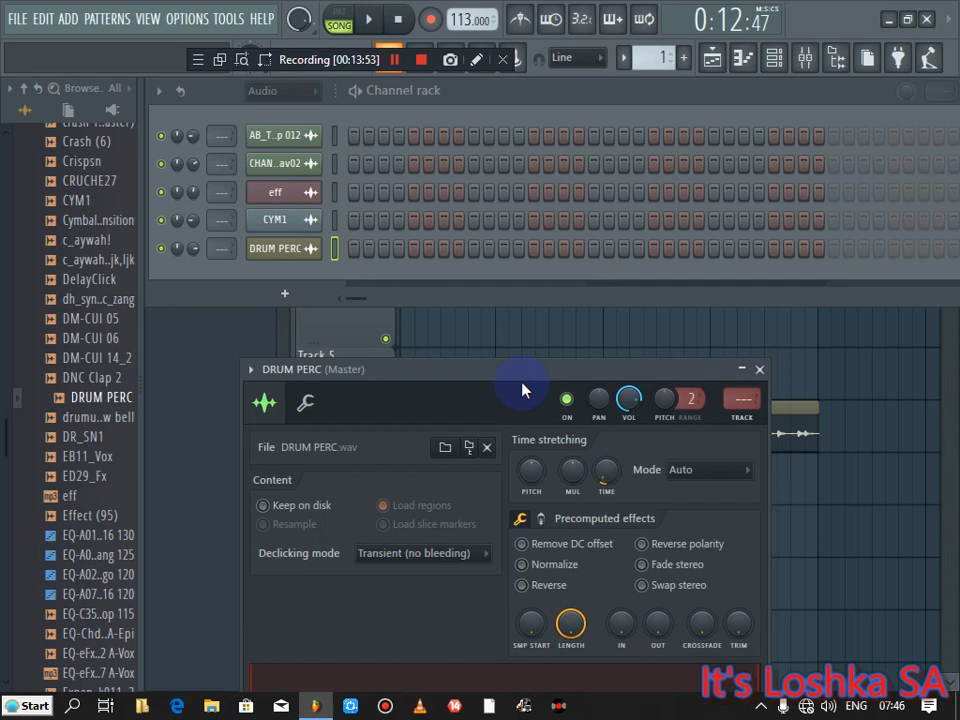 FILE EDIT ADD PATTERNS VIEW OPTIONS TOOLS HELP
PAT
SONG
113.000
3.2
0:12:47
M:S:CS
Recording [00:13:53]
Line
1
Browse.. All
Audio
Channel rack
Crash (6)
Crispsn
CRUCHE27
CYM1
Cymbal..nsition
c_aywah!
c_aywah..jk,ljk
DelayClick
dh_syn..c_zang
DM-CUI 05
DM-CUI 06
DM-CUI 14_2
DNC Clap 2
DRUM PERC
drumu..w bell
DR_SN1
EB11_Vox
ED29_Fx
eff
Effect (95)
EQ-A01..16 130
EQ-A0..ang 125
EQ-A02..go 120
EQ-A07..16 120
EQ-C35..op 115
EQ-Chd..A-Epi
EQ-eFx..2 A-Vox
EQ-eFx..7 A-Vox
AB_T..p 012
CHAN..av02
eff
CYM1
DRUM PERC
Track 5
DRUM PERC (Master)
ON
PAN
VOL
PITCH
2
RANGE
TRACK
File DRUM PERC.wav
Content
Keep on disk
Resample
Load regions
Load slice markers
Declicking mode
Transient (no bleeding)
Time stretching
PITCH
MUL
TIME
Mode
Auto
Precomputed effects
Remove DC offset
Reverse polarity
Normalize
Fade stereo
Reverse
Swap stereo
SMP START
LENGTH
IN
OUT
CROSSFADE
TRIM
It's Loshka SA
Start
ENG
07:46